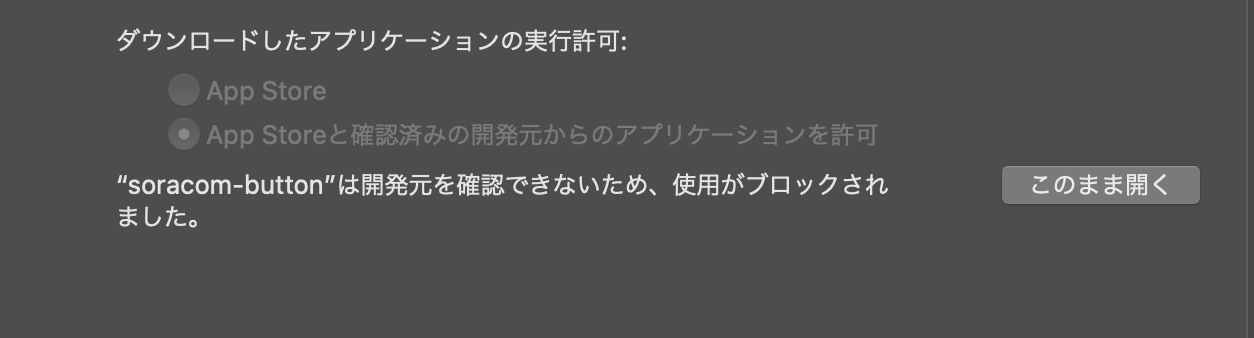 ダウンロードしたアプリケーションの実行許可:
App Store
App Storeと確認済みの開発元からのアプリケーションを許可
“soracom-button”は開発元を確認できないため、使用がブロックされ
ました。
このまま開く